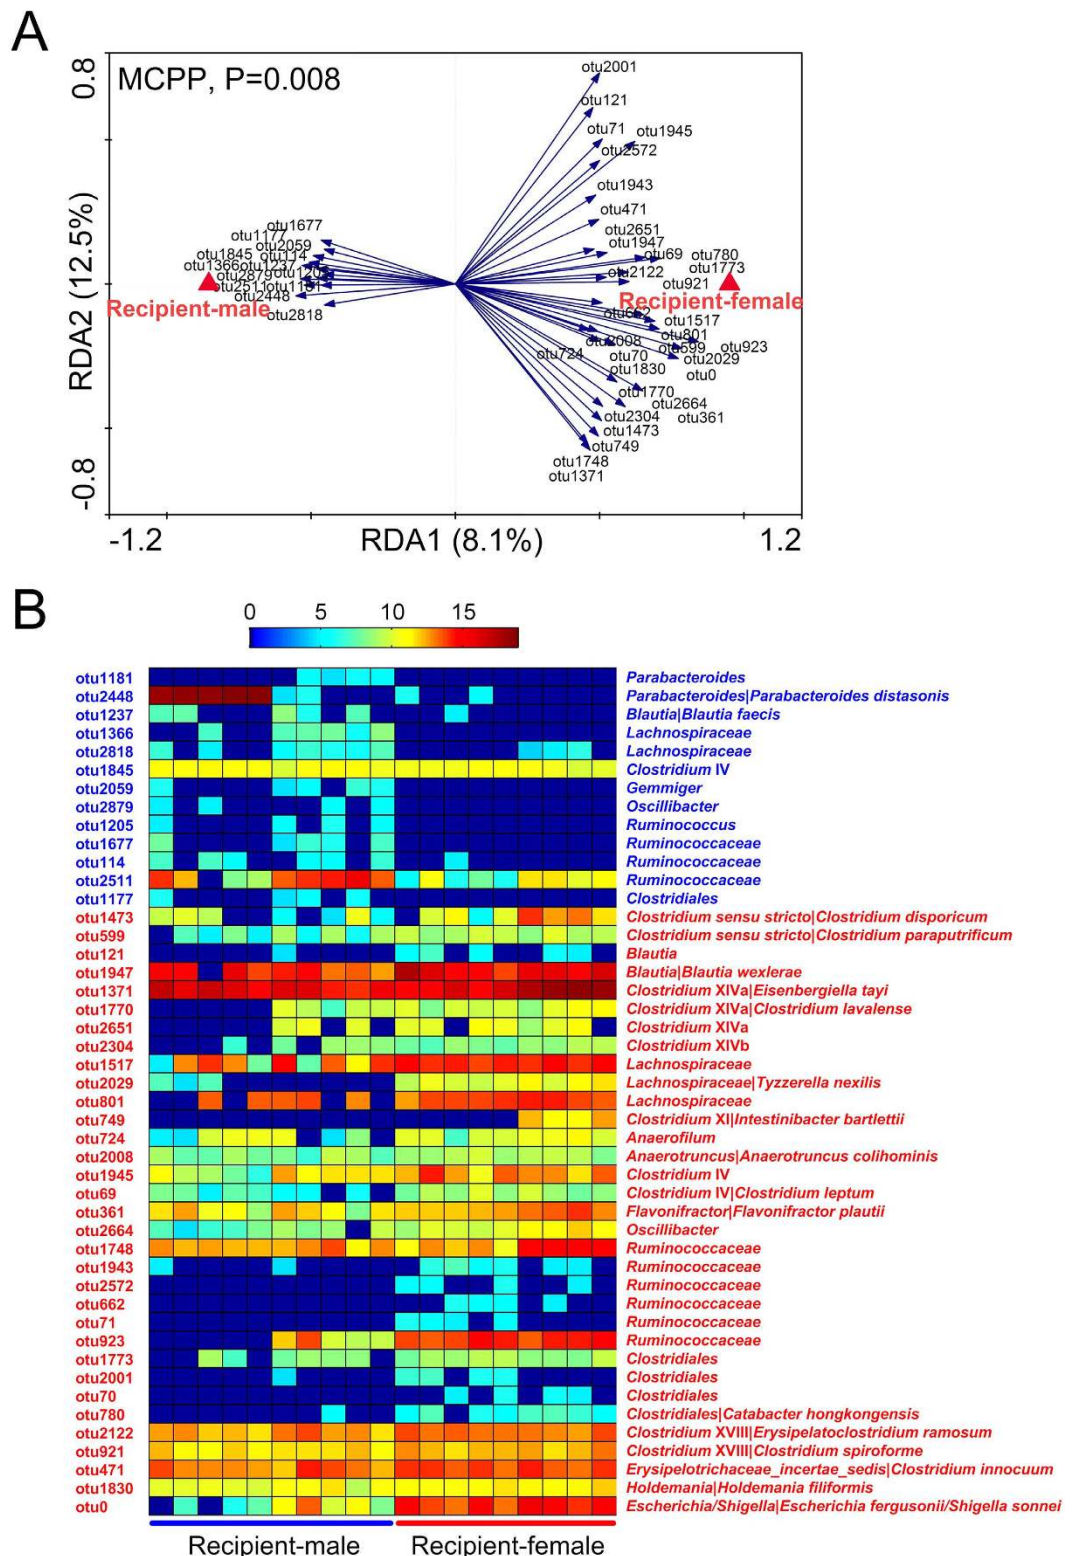 A
0.8
MCPP, P=0.008
otu2001
otu121
otu71
otu1945
otu2572
otu1943
otu471
otu2651
otu1947
otu69
otu780
otu1773
otu2122
otu921
otu1677
otu1177
otu2059
otu1845
otu114
otu1366
otu1237
otu2879
otu1205
otu2511
otu1181
otu2448
otu2818
Recipient-male
Recipient-female
otu662
otu1517
otu801
otu2008
otu599
otu923
otu724
otu70
otu2029
otu1830
otu0
otu1770
otu2664
otu2304
otu361
otu1473
otu749
otu1748
otu1371
RDA2 (12.5%)
-0.8
-1.2
RDA1 (8.1%)
1.2
B
0 5 10 15
otu1181 Parabacteroides
otu2448 Parabacteroides|Parabacteroides distasonis
otu1237 Blautia|Blautia faecis
otu1366 Lachnospiraceae
otu2818 Lachnospiraceae
otu1845 Clostridium IV
otu2059 Gemmiger
otu2879 Oscillibacter
otu1205 Ruminococcus
otu1677 Ruminococcaceae
otu114 Ruminococcaceae
otu2511 Ruminococcaceae
otu1177 Clostridiales
otu1473 Clostridium sensu stricto|Clostridium disporicum
otu599 Clostridium sensu stricto|Clostridium paraputrificum
otu121 Blautia
otu1947 Blautia|Blautia wexlerae
otu1371 Clostridium XIVa|Eisenbergiella tayi
otu1770 Clostridium XIVa|Clostridium lavalense
otu2651 Clostridium XIVa
otu2304 Clostridium XIVb
otu1517 Lachnospiraceae
otu2029 Lachnospiraceae|Tyzzerella nexilis
otu801 Lachnospiraceae
otu749 Clostridium XI|Intestinibacter bartlettii
otu724 Anaerofilum
otu2008 Anaerotruncus|Anaerotruncus colihominis
otu1945 Clostridium IV
otu69 Clostridium IV|Clostridium leptum
otu361 Flavonifractor|Flavonifractor plautii
otu2664 Oscillibacter
otu1748 Ruminococcaceae
otu1943 Ruminococcaceae
otu2572 Ruminococcaceae
otu662 Ruminococcaceae
otu71 Ruminococcaceae
otu923 Ruminococcaceae
otu1773 Clostridiales
otu2001 Clostridiales
otu70 Clostridiales
otu780 Clostridiales|Catabacter hongkongensis
otu2122 Clostridium XVIII|Erysipelatoclostridium ramosum
otu921 Clostridium XVIII|Clostridium spiroforme
otu471 Erysipelotrichaceae_incertae_sedis|Clostridium innocuum
otu1830 Holdemania|Holdemania filiformis
otu0 Escherichia/Shigella|Escherichia fergusonii/Shigella sonnei
Recipient-male Recipient-female